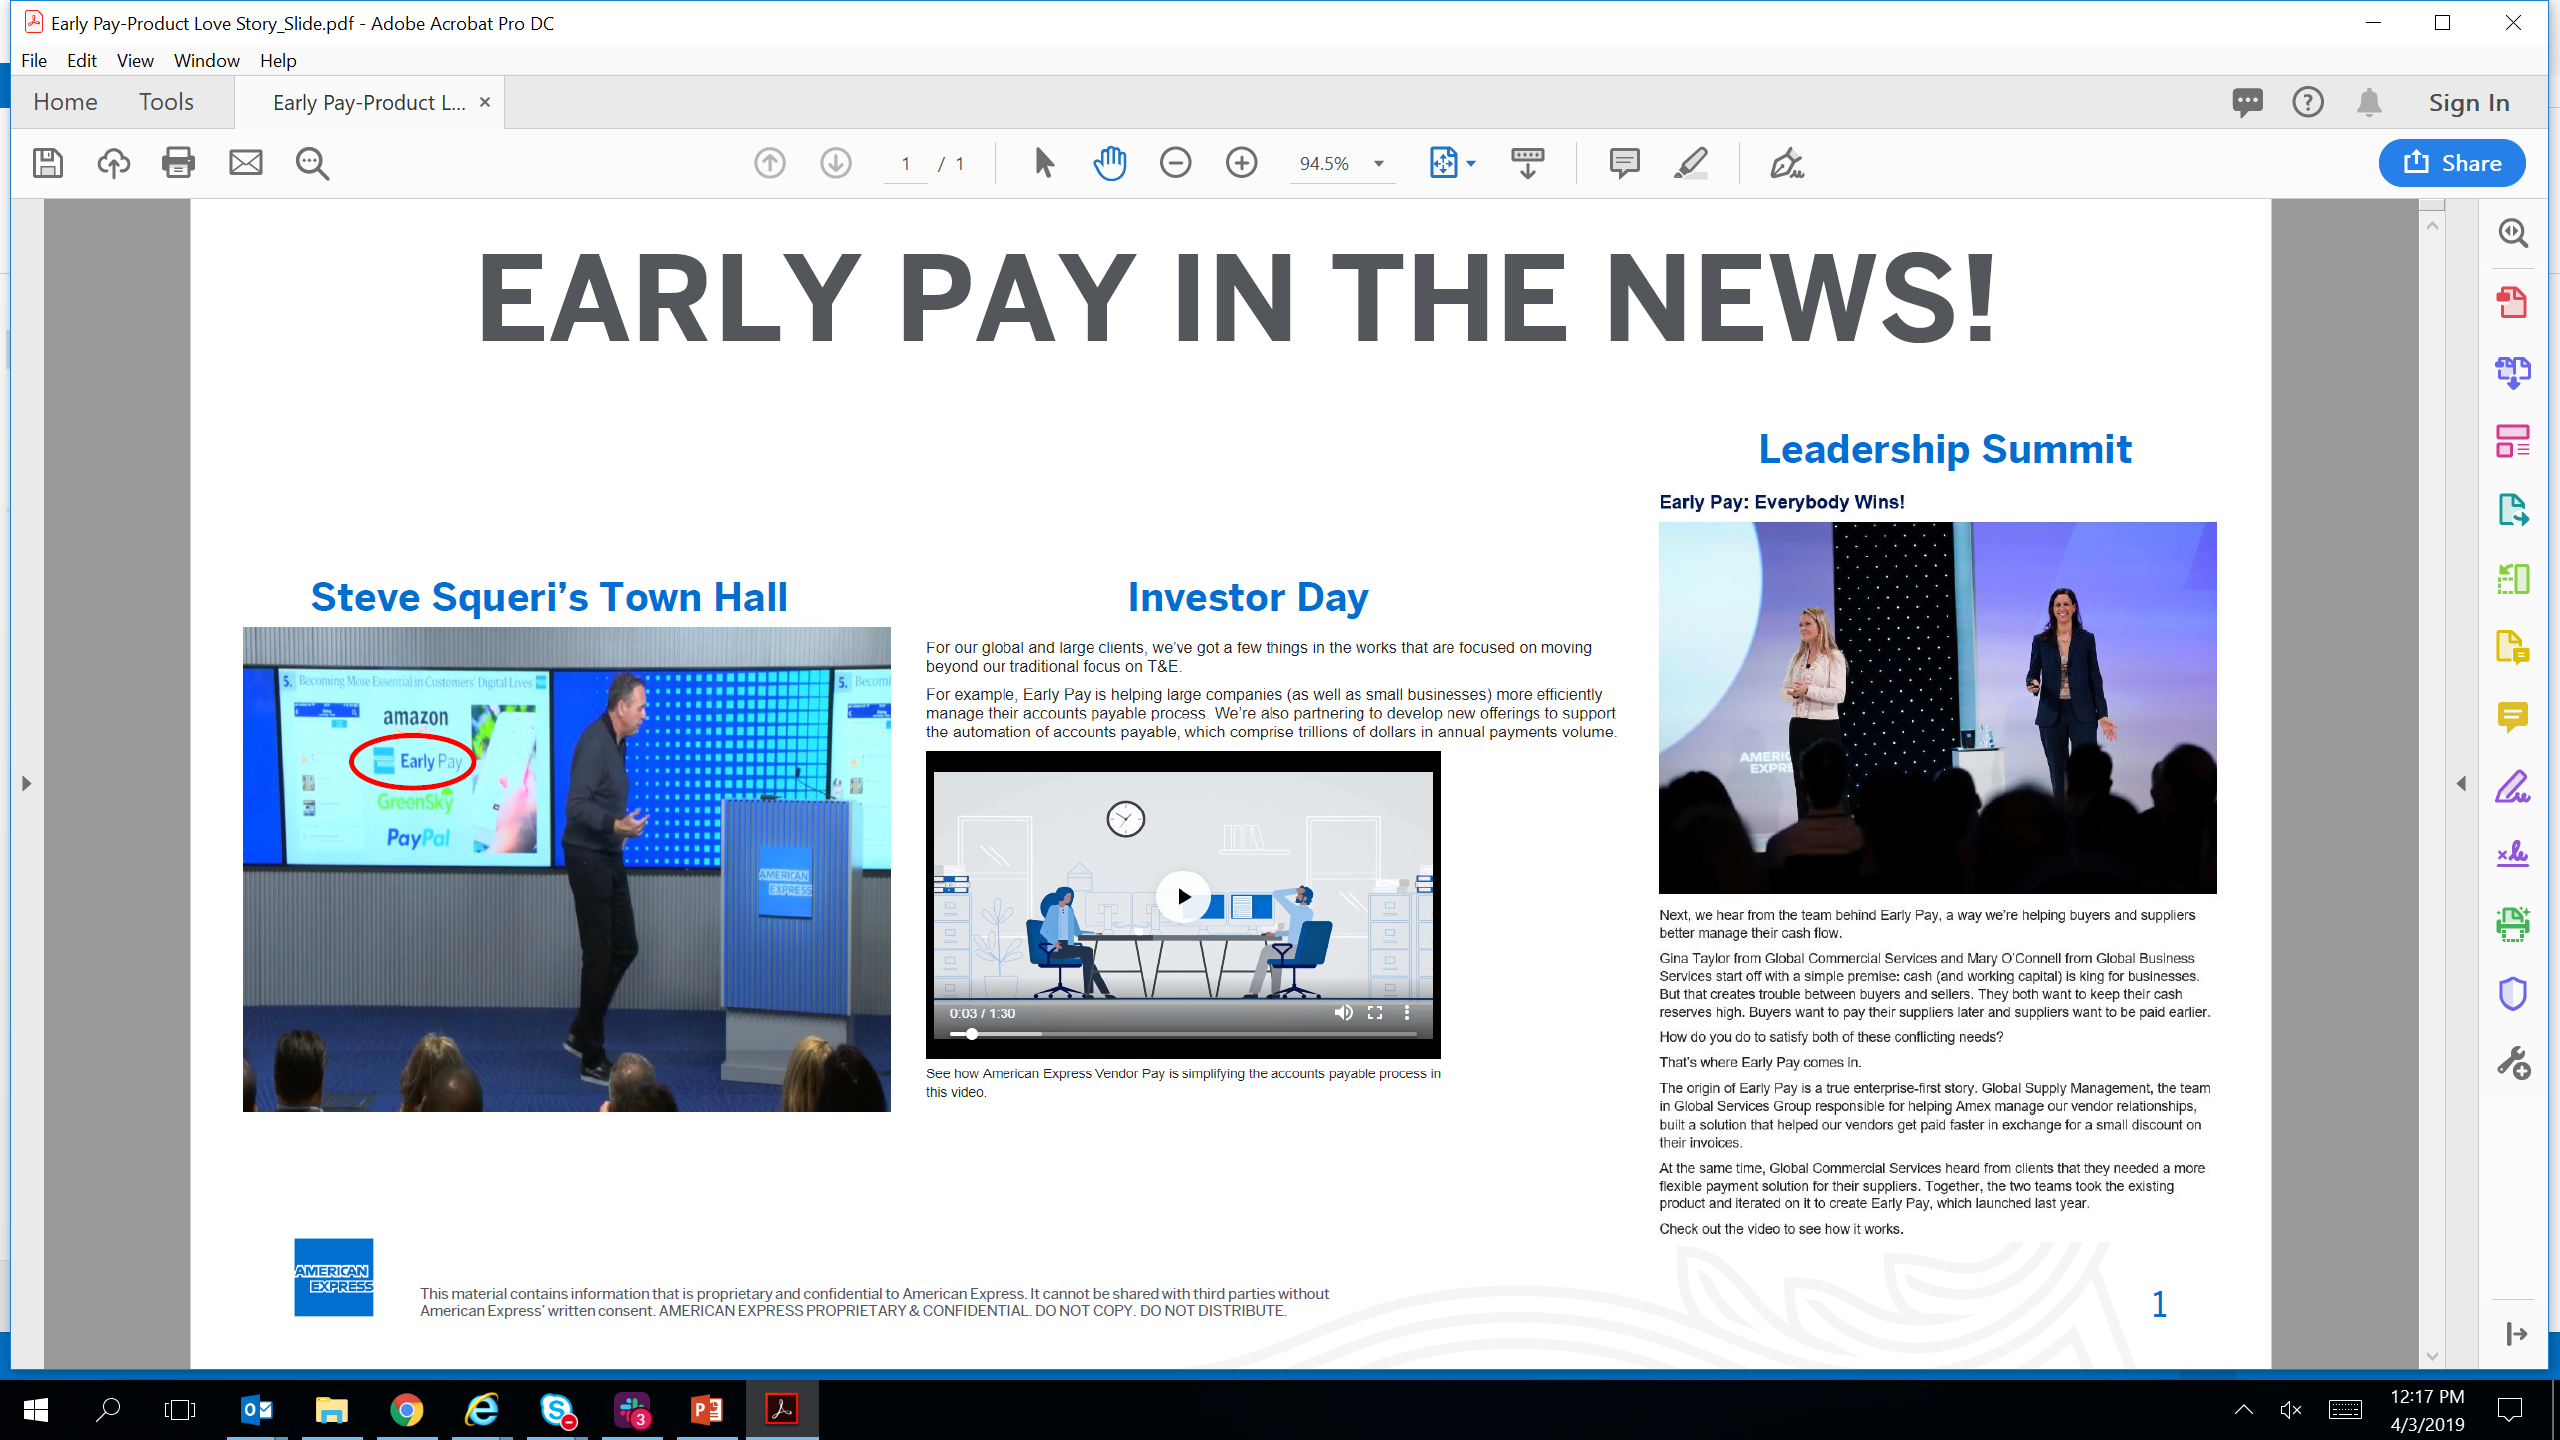 Early Pay-Product Love Story_Slide.pdf - Adobe Acrobat Pro DC
File Edit View Window Help
Home Tools Early Pay-Product L... × Sign In
1 / 1 94.5% Share
EARLY PAY IN THE NEWS!
Steve Squeri’s Town Hall
5. Becoming More Essential in Customers' Digital Lives
5. Becomi
amazon
Early Pay
GreenSky
PayPal
AMERICAN
EXPRESS
Investor Day
For our global and large clients, we’ve got a few things in the works that are focused on moving
beyond our traditional focus on T&E.
For example, Early Pay is helping large companies (as well as small businesses) more efficiently
manage their accounts payable process. We’re also partnering to develop new offerings to support
the automation of accounts payable, which comprise trillions of dollars in annual payments volume.
0:03 / 1:30
See how American Express Vendor Pay is simplifying the accounts payable process in
this video.
Leadership Summit
Early Pay: Everybody Wins!
AMERIC
EXPRE
Next, we hear from the team behind Early Pay, a way we’re helping buyers and suppliers
better manage their cash flow.
Gina Taylor from Global Commercial Services and Mary O’Connell from Global Business
Services start off with a simple premise: cash (and working capital) is king for businesses.
But that creates trouble between buyers and sellers. They both want to keep their cash
reserves high. Buyers want to pay their suppliers later and suppliers want to be paid earlier.
How do you do to satisfy both of these conflicting needs?
That’s where Early Pay comes in.
The origin of Early Pay is a true enterprise-first story. Global Supply Management, the team
in Global Services Group responsible for helping Amex manage our vendor relationships,
built a solution that helped our vendors get paid faster in exchange for a small discount on
their invoices.
At the same time, Global Commercial Services heard from clients that they needed a more
flexible payment solution for their suppliers. Together, the two teams took the existing
product and iterated on it to create Early Pay, which launched last year.
Check out the video to see how it works.
AMERICAN
EXPRESS
This material contains information that is proprietary and confidential to American Express. It cannot be shared with third parties without
American Express’ written consent. AMERICAN EXPRESS PROPRIETARY & CONFIDENTIAL. DO NOT COPY. DO NOT DISTRIBUTE.
1
3
12:17 PM
4/3/2019